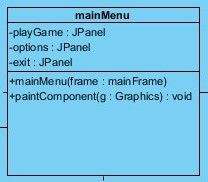 mainMenu
-playGame : JPanel
-options : JPanel
-exit : JPanel
+mainMenu(frame : mainFrame)
+paintComponent(g : Graphics) : void